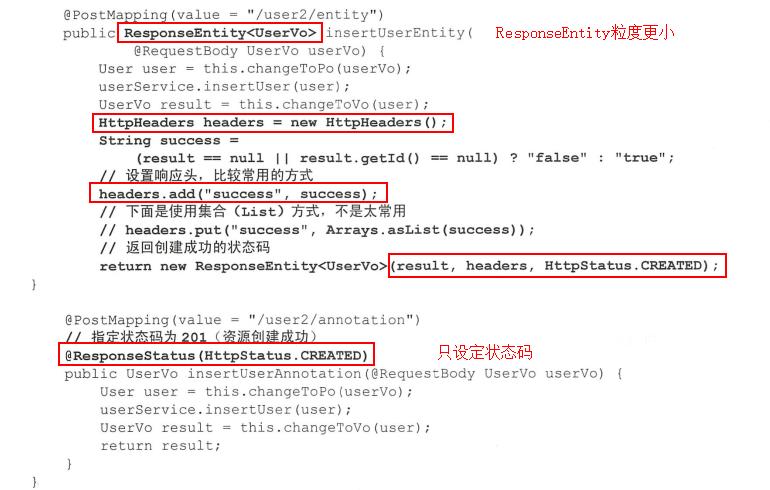 @PostMapping(value = "/user2/entity")
public ResponseEntity<UserVo> insertUserEntity( ResponseEntity粒度更小
@RequestBody UserVo userVo) {
User user = this.changeToPo(userVo);
userService.insertUser(user);
UserVo result = this.changeToVo(user);
HttpHeaders headers = new HttpHeaders();
String success =
(result == null || result.getId() == null) ? "false" : "true";
// 设置响应头，比较常用的方式
headers.add("success", success);
// 下面是使用集合（List）方式，不是太常用
// headers.put("success", Arrays.asList(success));
// 返回创建成功的状态码
return new ResponseEntity<UserVo>(result, headers, HttpStatus.CREATED);
}
@PostMapping(value = "/user2/annotation")
// 指定状态码为 201（资源创建成功）
@ResponseStatus(HttpStatus.CREATED) 只设定状态码
public UserVo insertUserAnnotation(@RequestBody UserVo userVo) {
User user = this.changeToPo(userVo);
userService.insertUser(user);
UserVo result = this.changeToVo(user);
return result;
}
}